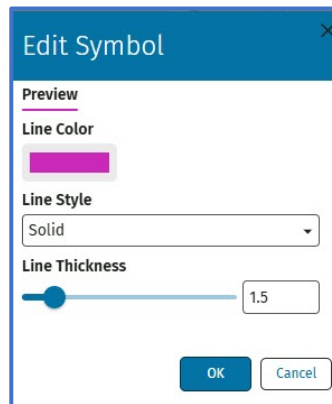 Edit Symbol
Preview
Line Color
Line Style
Solid
Line Thickness
1.5
OK Cancel